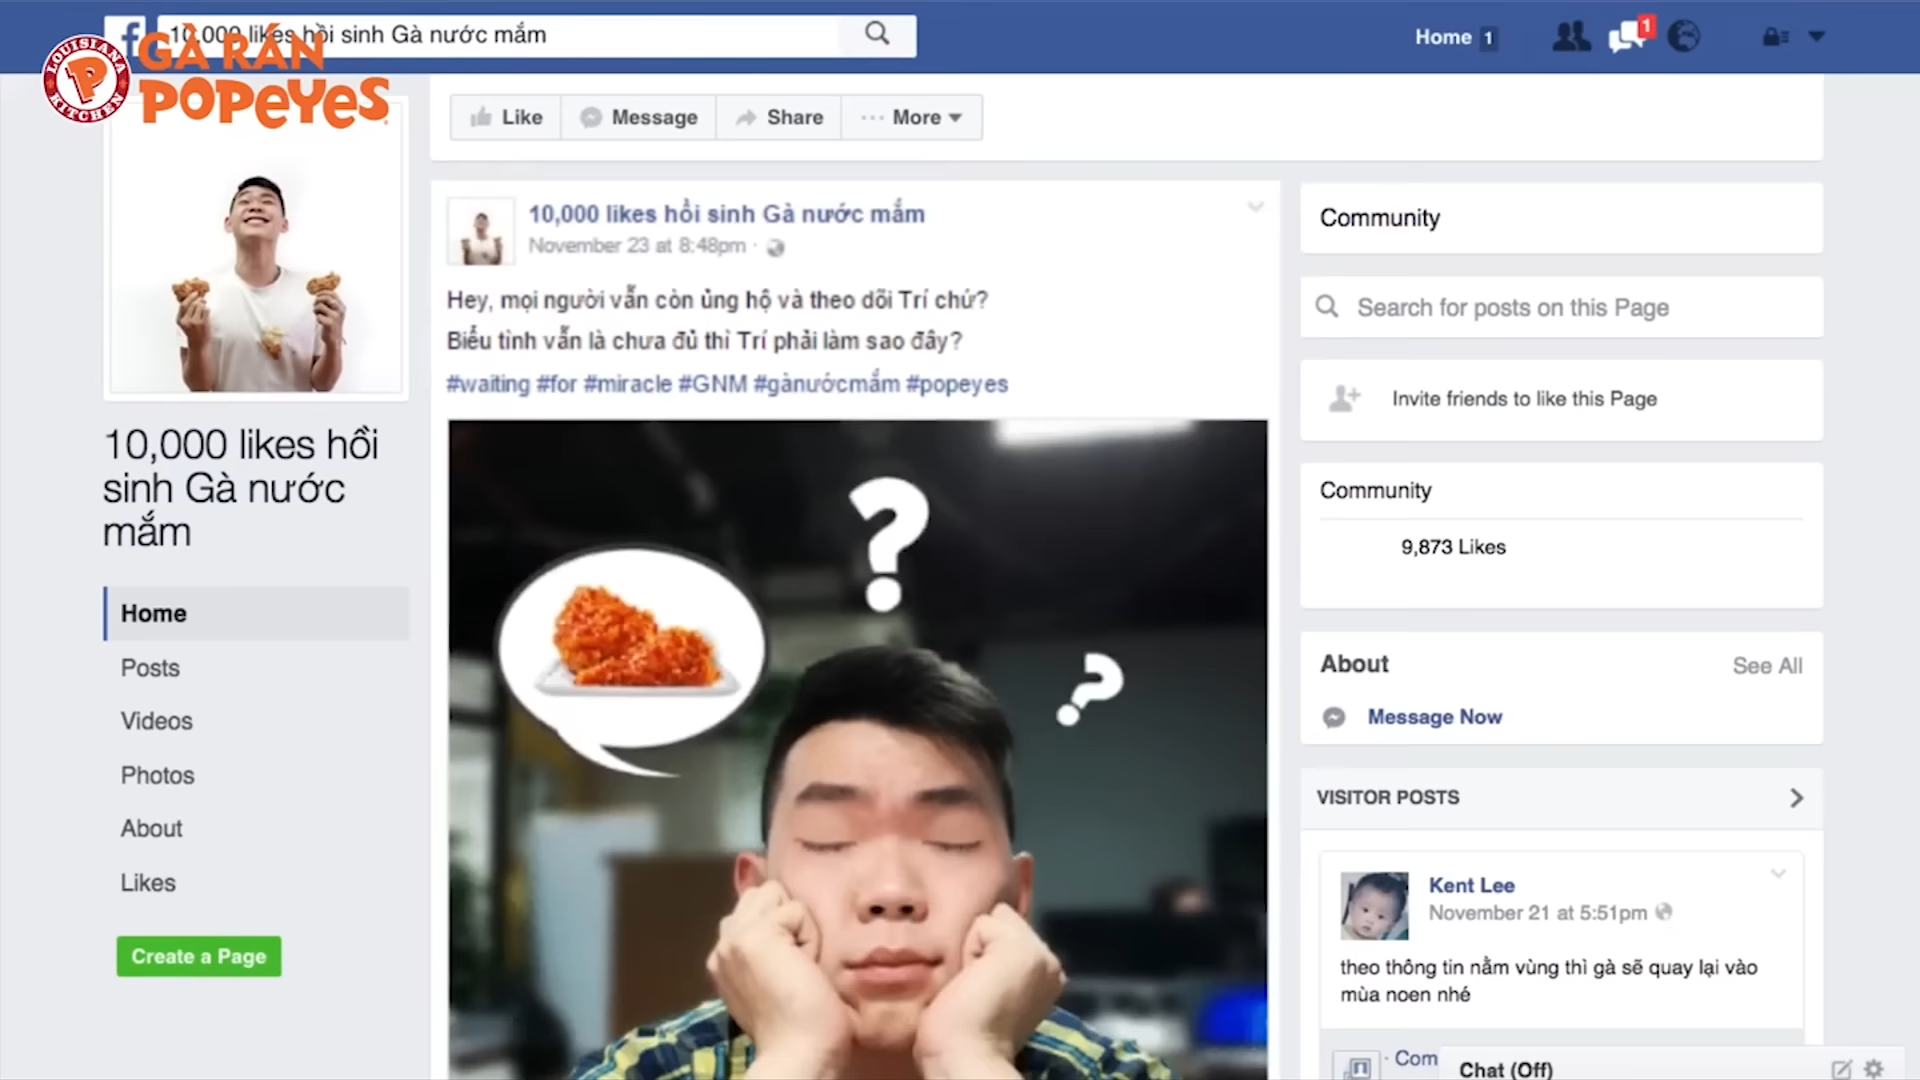 10,000 likes hồi sinh Gà nước mắm
Home 1
1
LOUISIANA
KITCHEN
GÀ RÁN
POPEYES
Like
Message
Share
More
10,000 likes hồi sinh Gà nước mắm
Home
Posts
Videos
Photos
About
Likes
Create a Page
10,000 likes hồi sinh Gà nước mắm
November 23 at 8:48pm ·
Hey, mọi người vẫn còn ủng hộ và theo dõi Trí chứ?
Biểu tình vẫn là chưa đủ thì Trí phải làm sao đây?
#waiting #for #miracle #GNM #gànướcmắm #popeyes
?
?
Community
Search for posts on this Page
Invite friends to like this Page
Community
9,873 Likes
About
See All
Message Now
VISITOR POSTS
Kent Lee
November 21 at 5:51pm
theo thông tin nằm vùng thì gà sẽ quay lại vào
mùa noen nhé
· Com
Chat (Off)